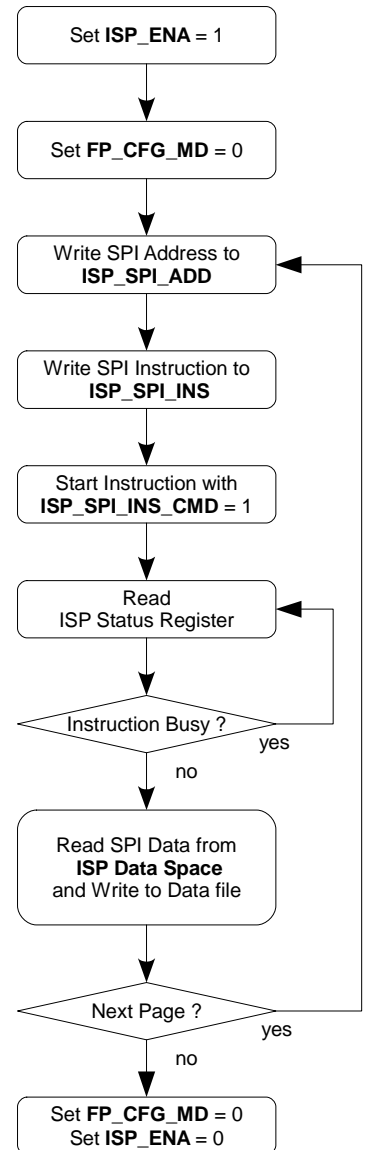 Set ISP_ENA = 1
Set FP_CFG_MD = 0
Write SPI Address to
ISP_SPI_ADD
Write SPI Instruction to
ISP_SPI_INS
Start Instruction with
ISP_SPI_INS_CMD = 1
Read
ISP Status Register
Instruction Busy ?
yes
no
Read SPI Data from
ISP Data Space
and Write to Data file
Next Page ?
yes
no
Set FP_CFG_MD = 0
Set ISP_ENA = 0